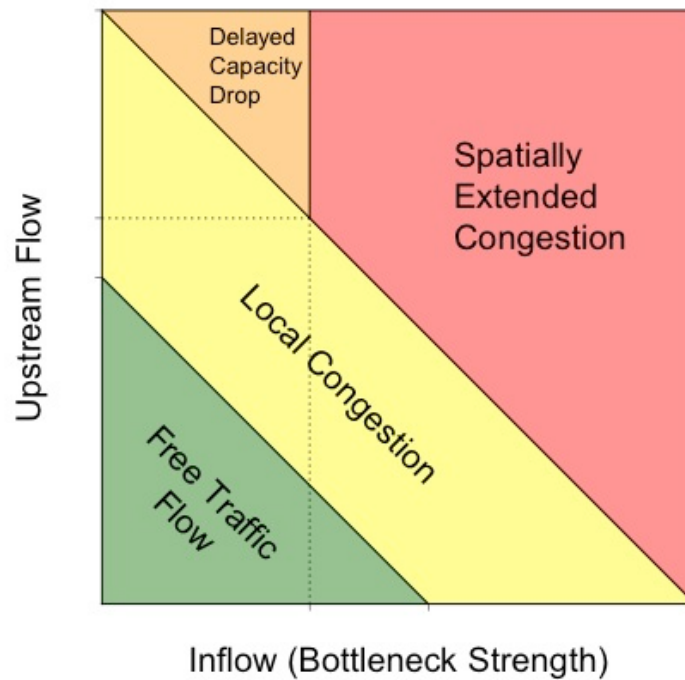 Delayed
Capacity
Drop
Spatially
Extended
Congestion
Upstream Flow
Local Congestion
Free Traffic
Flow
Inflow (Bottleneck Strength)